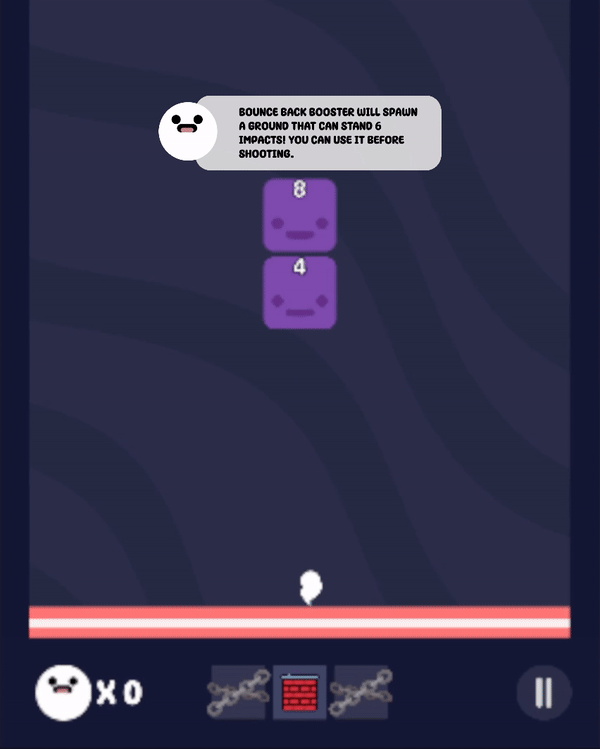 BOUNCE BACK BOOSTER WILL SPAWN
A GROUND THAT CAN STAND 6
IMPACTS! YOU CAN USE IT BEFORE
SHOOTING.
8
4
X 0